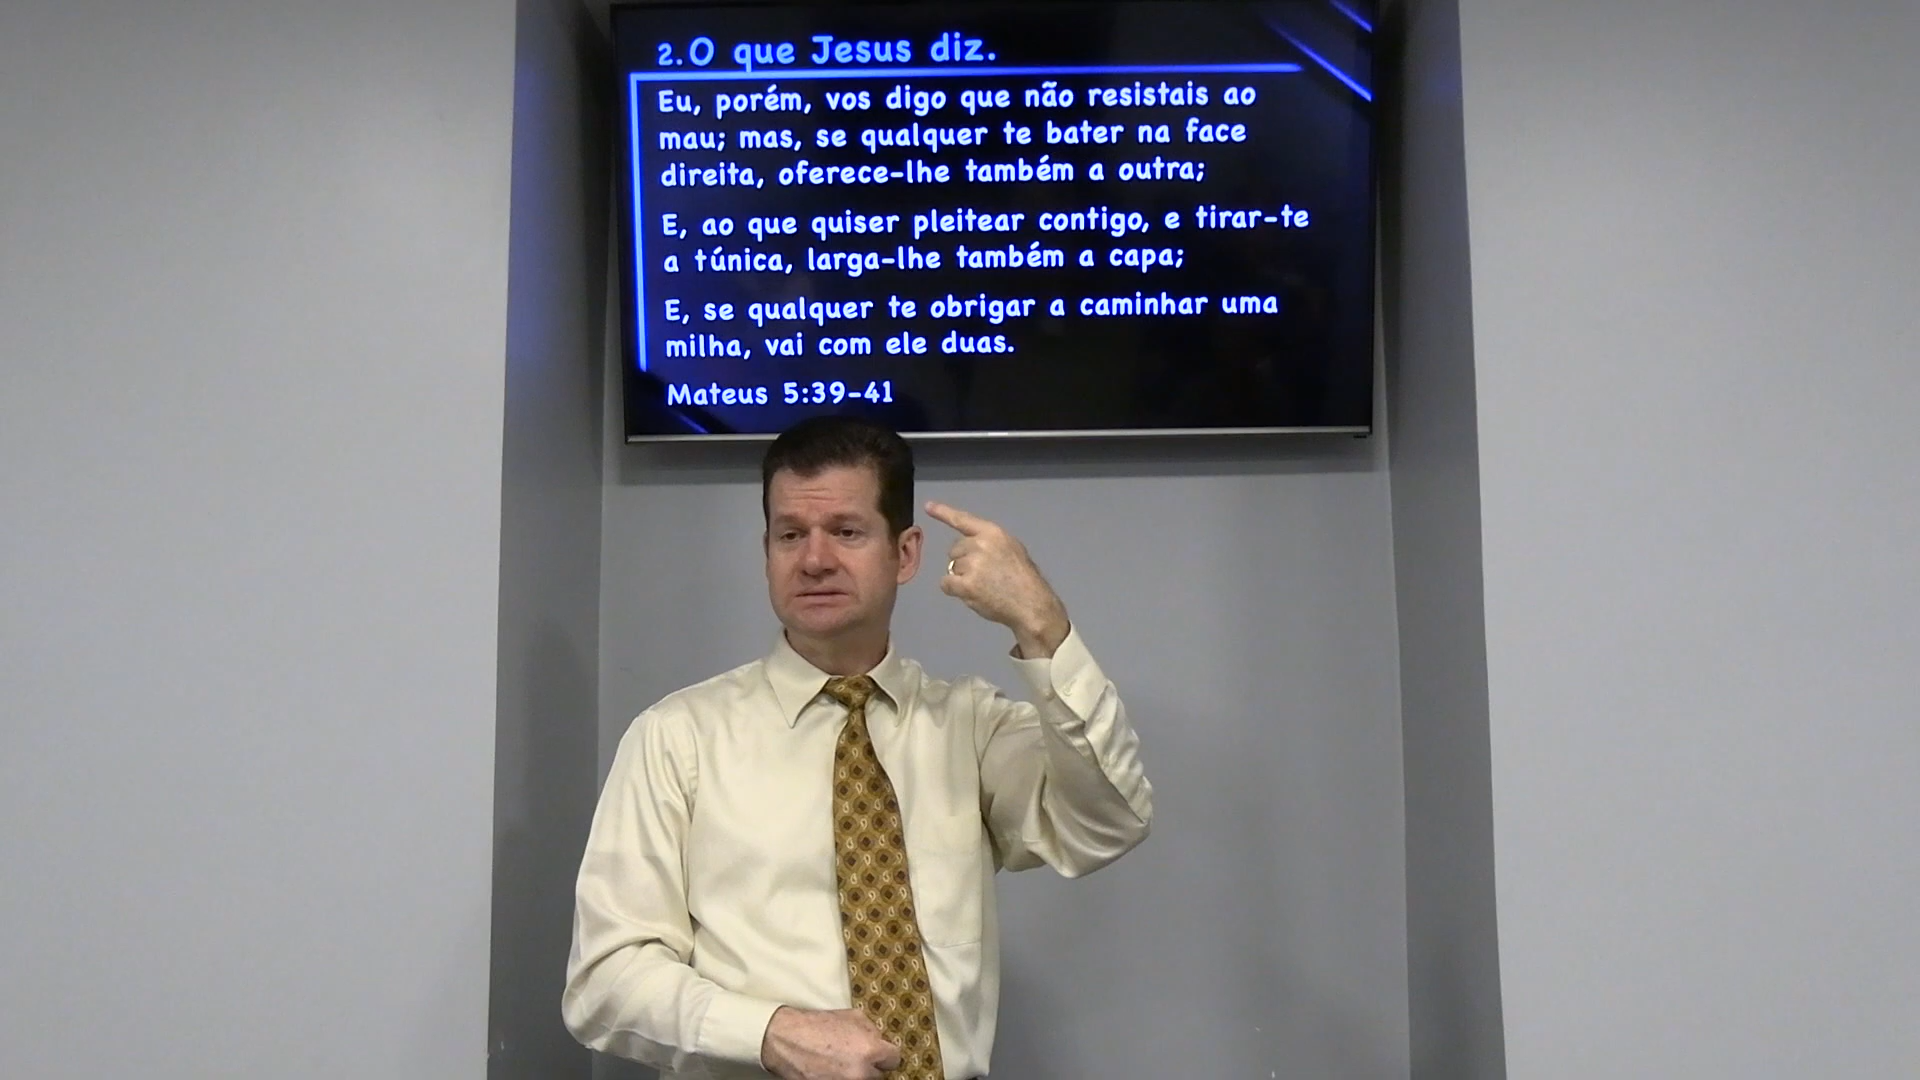 2. O que Jesus diz.
Eu, porém, vos digo que não resistais ao
mau; mas, se qualquer te bater na face
direita, oferece-lhe também a outra;
E, ao que quiser pleitear contigo, e tirar-te
a túnica, larga-lhe também a capa;
E, se qualquer te obrigar a caminhar uma
milha, vai com ele duas.
Mateus 5:39-41